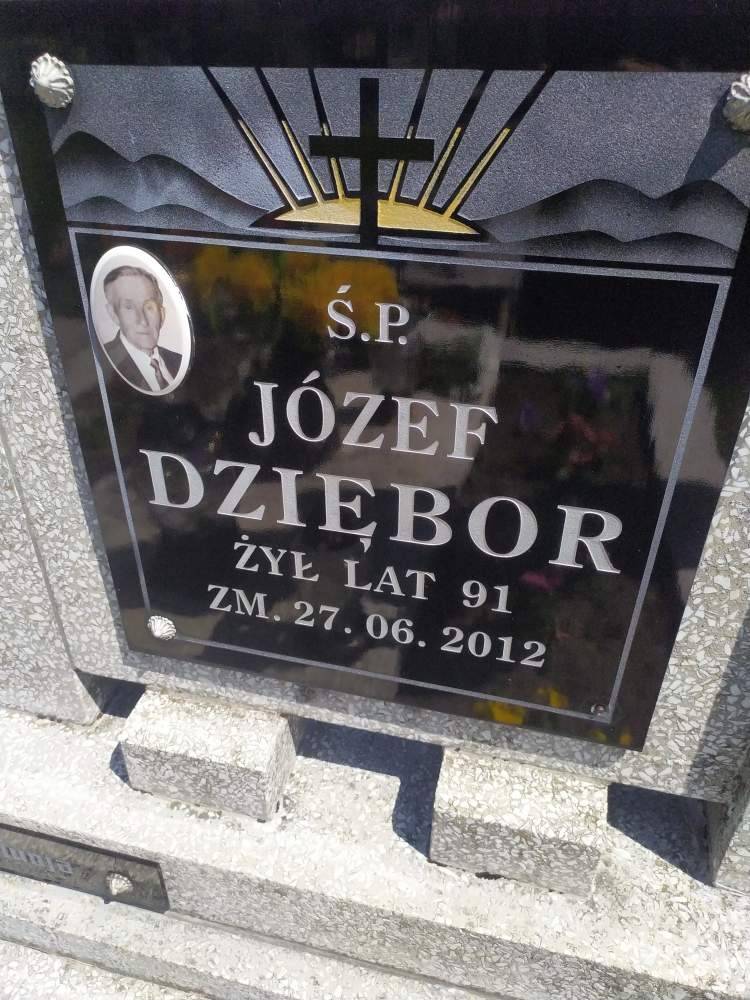 Ś.P.
JÓZEF
DZIĘBOR
ŻYŁ LAT 91
ZM. 27.06.2012